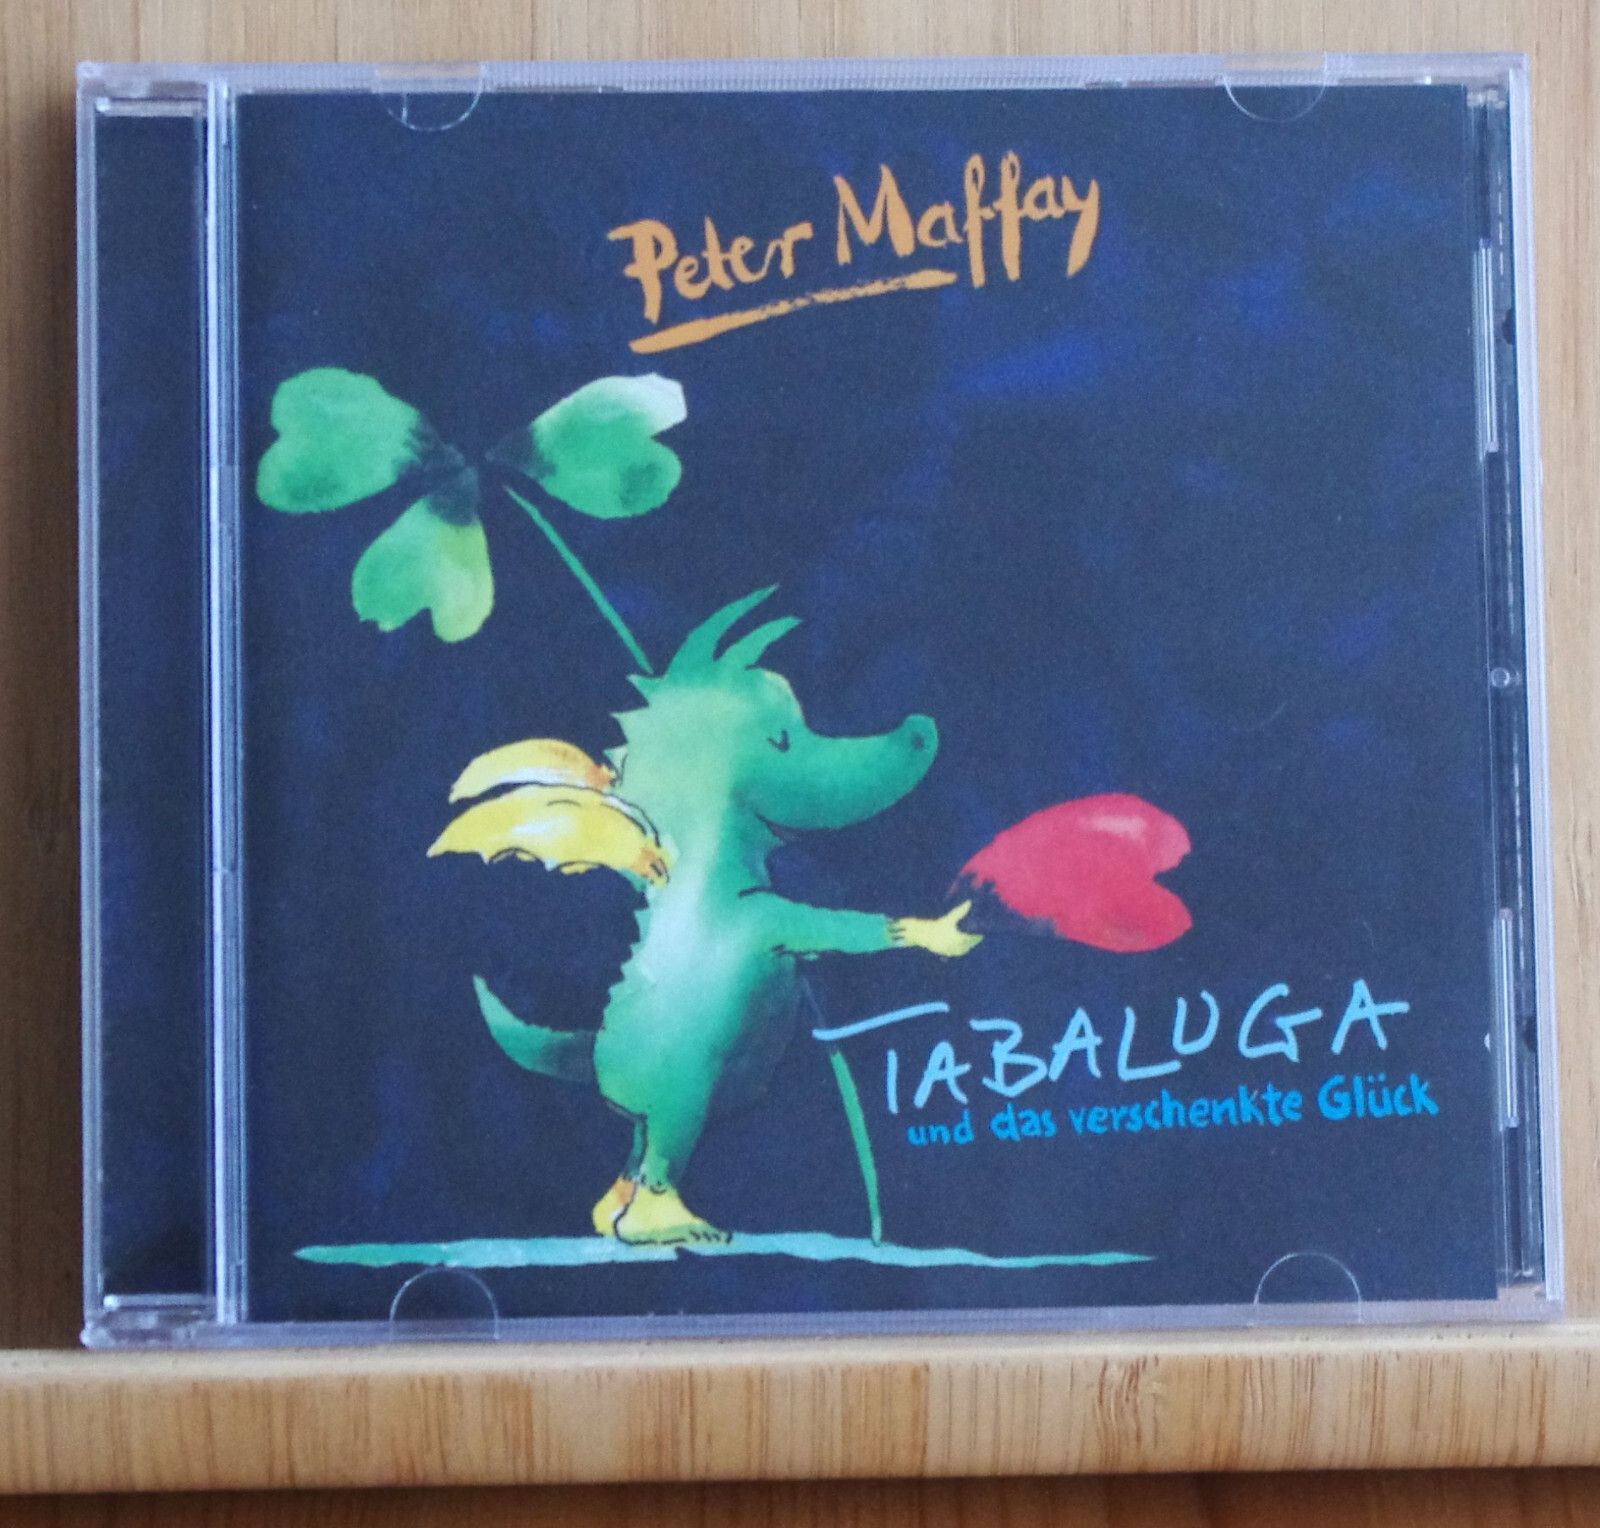 Peter Maffay
TABALUGA
und das verschenkte Glück